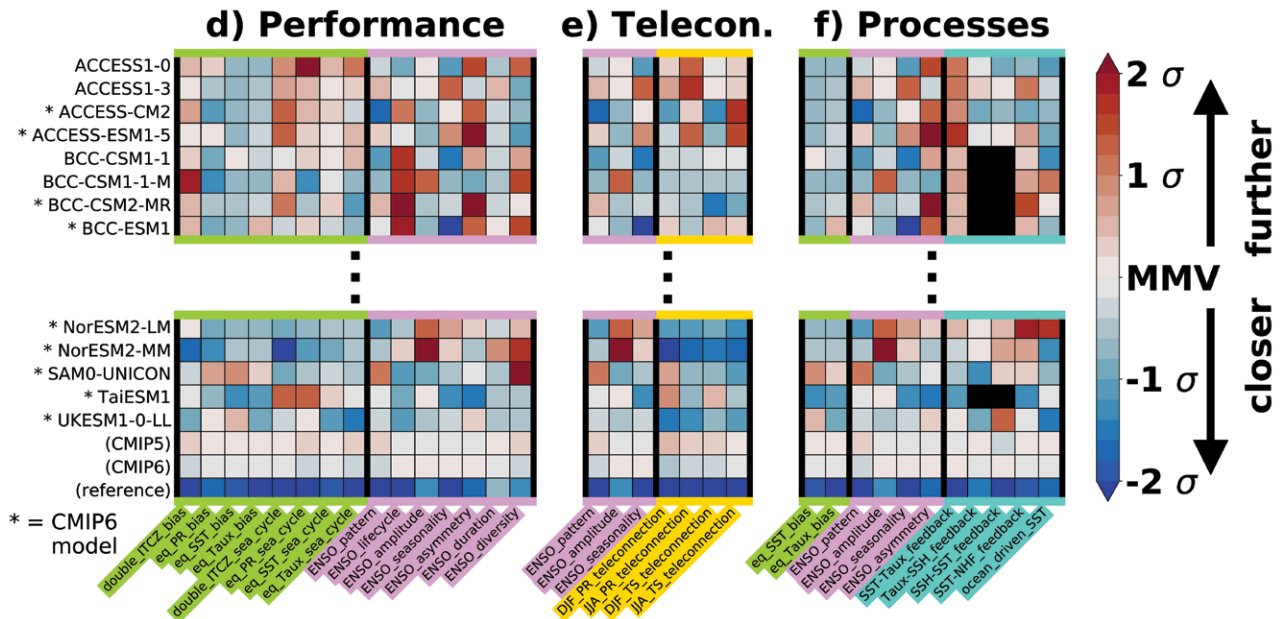 d) Performance
e) Telecon.
f) Processes
ACCESS1-0
ACCESS1-3
* ACCESS-CM2
* ACCESS-ESM1-5
BCC-CSM1-1
BCC-CSM1-1-M
* BCC-CSM2-MR
* BCC-ESM1
* NorESM2-LM
* NorESM2-MM
* SAM0-UNICON
* TaiESM1
* UKESM1-0-LL
(CMIP5)
(CMIP6)
(reference)
* = CMIP6
model
double_ITCZ_bias
eq_PR_bias
eq_SST_bias
eq_Taux_bias
double_ITCZ_sea_cycle
eq_PR_sea_cycle
eq_SST_sea_cycle
eq_Taux_sea_cycle
ENSO_pattern
ENSO_lifecycle
ENSO_amplitude
ENSO_seasonality
ENSO_asymmetry
ENSO_duration
ENSO_diversity
ENSO_pattern
ENSO_amplitude
ENSO_seasonality
DJF_PR_teleconnection
JJA_PR_teleconnection
DJF_TS_teleconnection
JJA_TS_teleconnection
eq_SST_bias
eq_Taux_bias
ENSO_pattern
ENSO_amplitude
ENSO_seasonality
ENSO_asymmetry
SST-Taux_feedback
Taux-SSH_feedback
SSH-SST_feedback
SST-NHF_feedback
ocean_driven_SST
2 σ
1 σ
MMV
-1 σ
-2 σ
further
closer